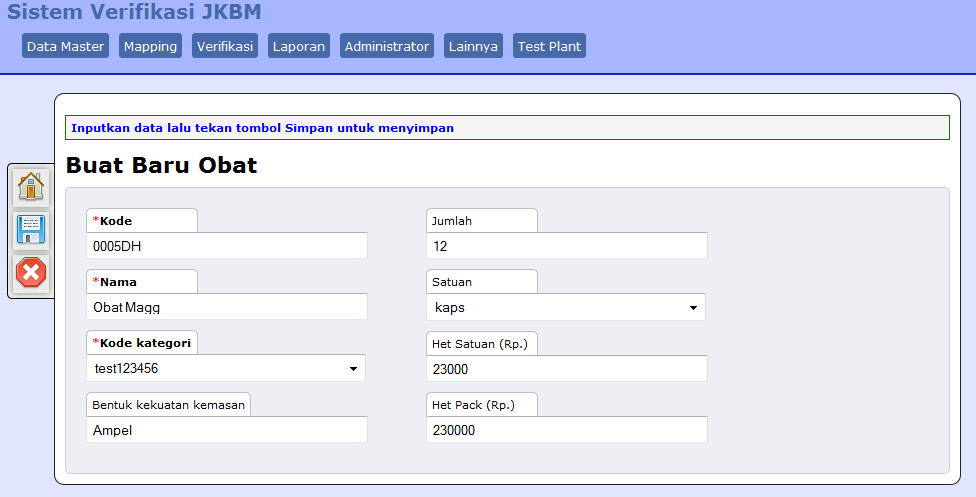 Sistem Verifikasi JKBM
Data Master Mapping Verifikasi Laporan Administrator Lainnya Test Plant
Inputkan data lalu tekan tombol Simpan untuk menyimpan
Buat Baru Obat
*Kode
0005DH
*Nama
Obat Magg
*Kode kategori
test123456
Bentuk kekuatan kemasan
Ampel
Jumlah
12
Satuan
kaps
Het Satuan (Rp.)
23000
Het Pack (Rp.)
230000